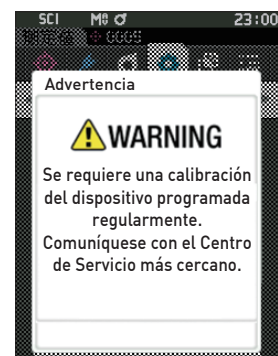 SCI M 23:00
0009
Advertencia
WARNING
Se requiere una calibración
del dispositivo programada
regularmente.
Comuníquese con el Centro
de Servicio más cercano.